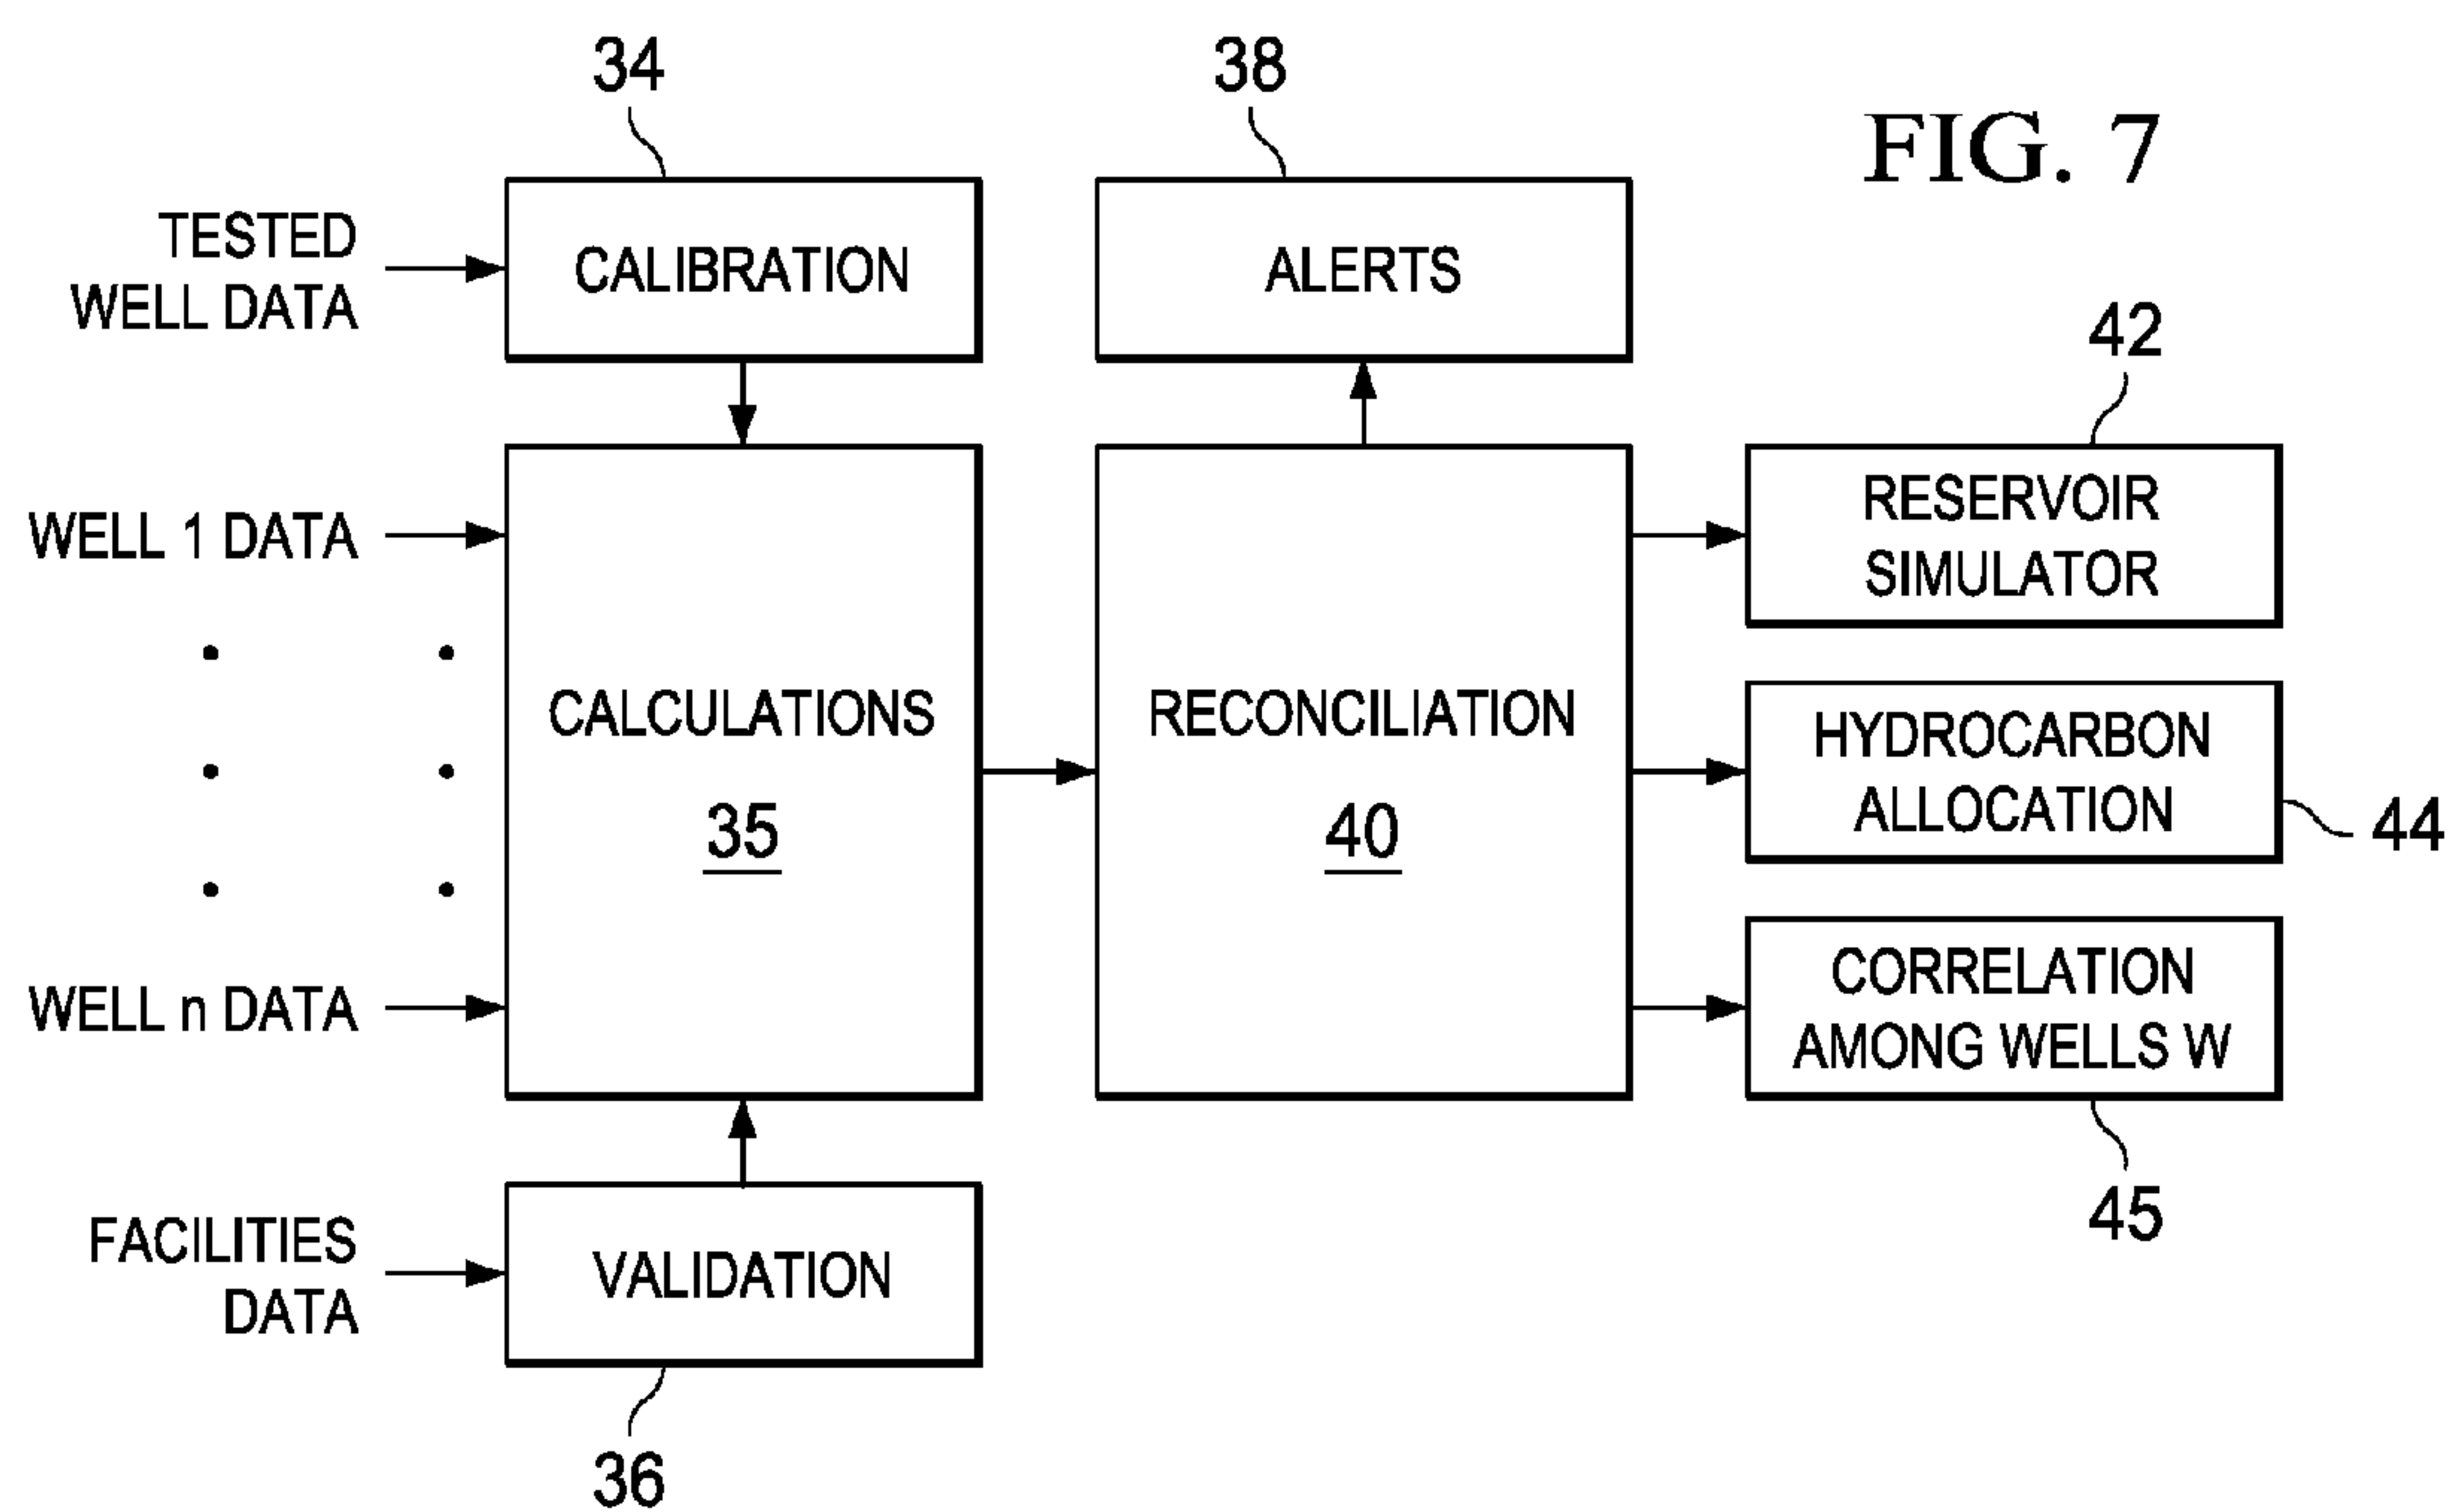 34
38
FIG. 7
TESTED
WELL DATA
CALIBRATION
ALERTS
42
WELL 1 DATA
RESERVOIR
SIMULATOR
CALCULATIONS
35
RECONCILIATION
40
HYDROCARBON
ALLOCATION
44
WELL n DATA
CORRELATION
AMONG WELLS W
45
FACILITIES
DATA
VALIDATION
36